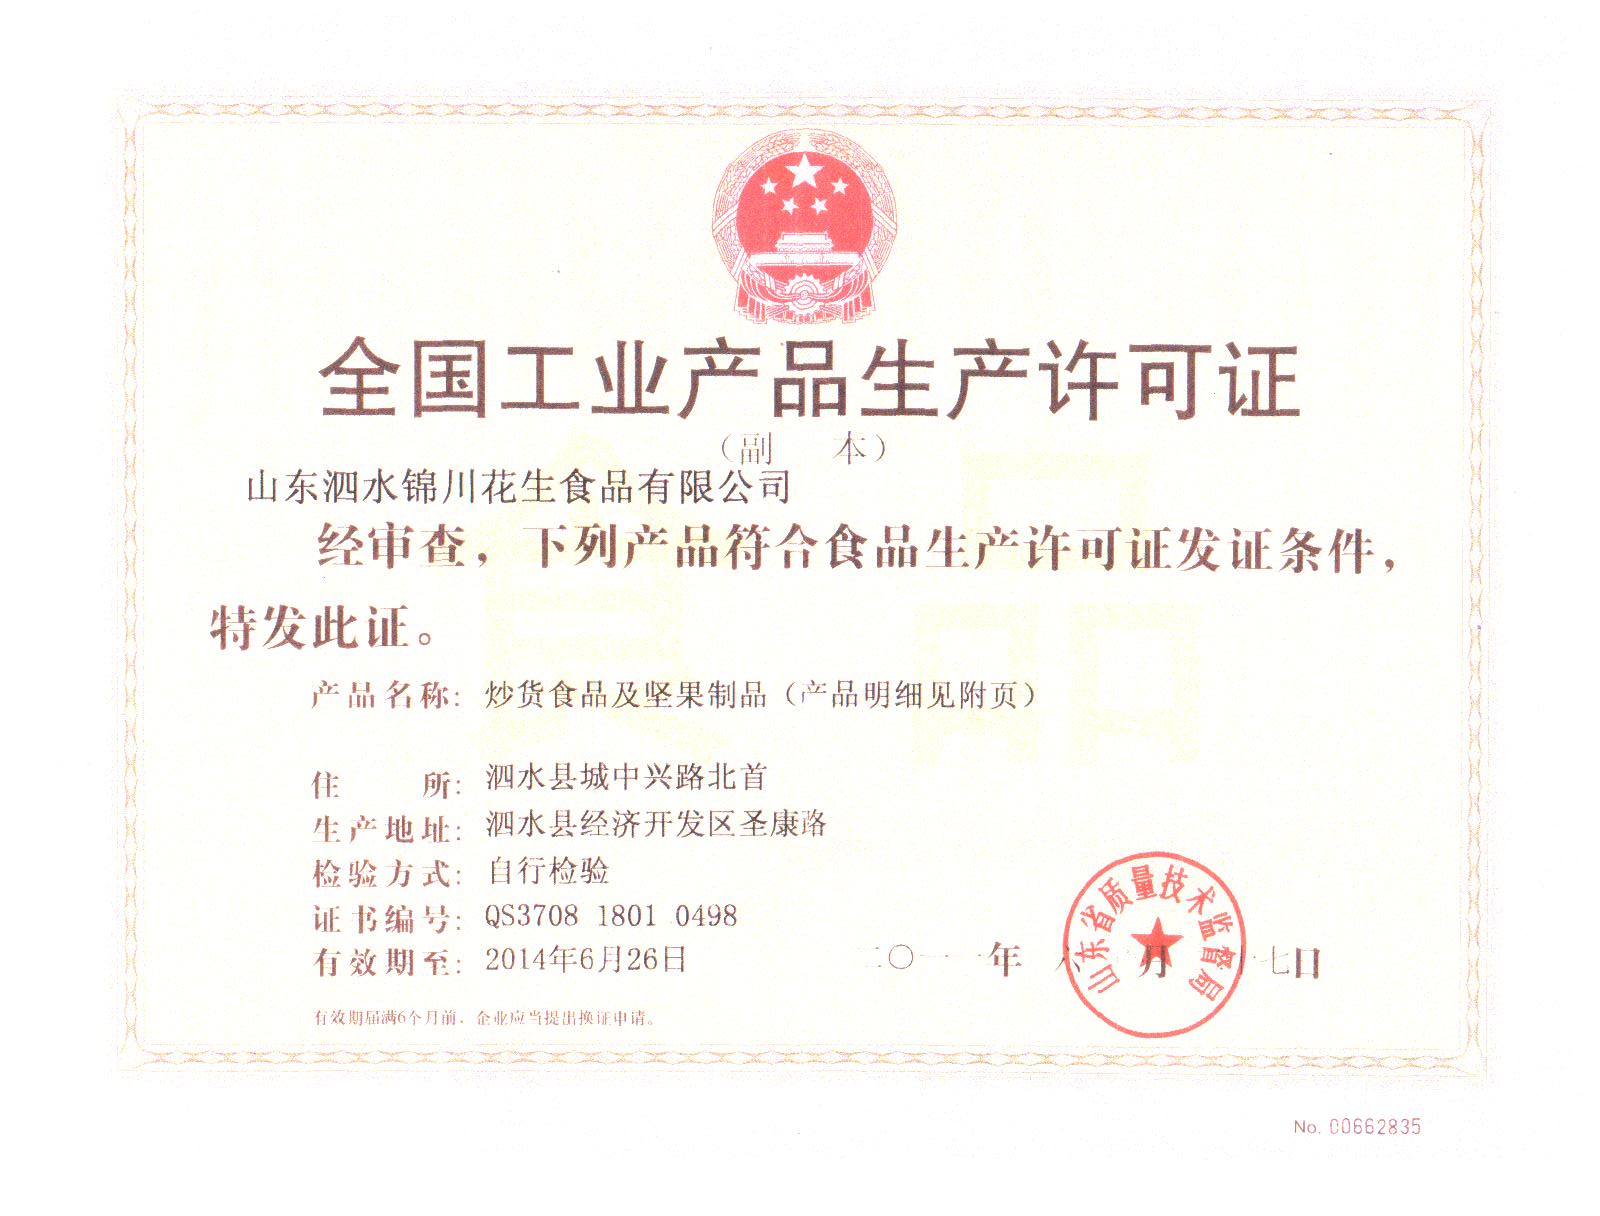 全国工业产品生产许可证
（副 本）
山东泗水锦川花生食品有限公司
经审查，下列产品符合食品生产许可证发证条件，
特发此证。
产品名称： 炒货食品及坚果制品（产品明细见附页）
住 所： 泗水县城中兴路北首
生产地址： 泗水县经济开发区圣康路
检验方式： 自行检验
证书编号： QS3708 1801 0498
有效期至： 2014年6月26日
二〇一一年 六月 十七日
山东省质量技术监督局
有效期届满6个月前，企业应当提出换证申请。
No. 00662835
食品